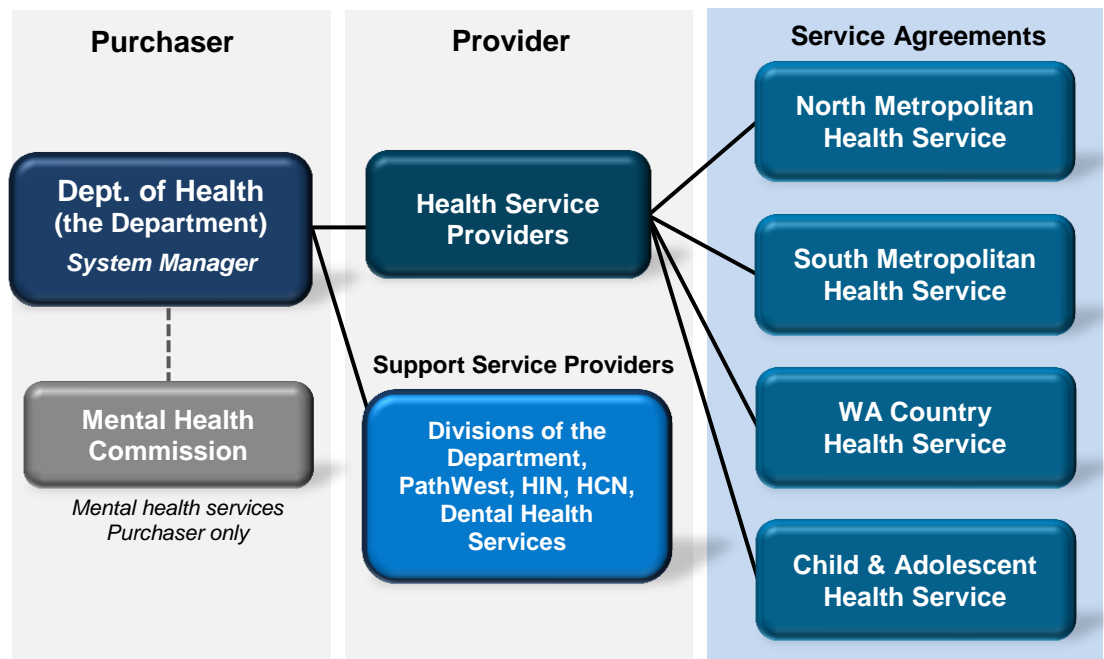 Purchaser
Dept. of Health
(the Department)
System Manager
Mental Health
Commission
Mental health services
Purchaser only
Provider
Health Service
Providers
Support Service Providers
Divisions of the
Department,
PathWest, HIN, HCN,
Dental Health
Services
Service Agreements
North Metropolitan
Health Service
South Metropolitan
Health Service
WA Country
Health Service
Child & Adolescent
Health Service